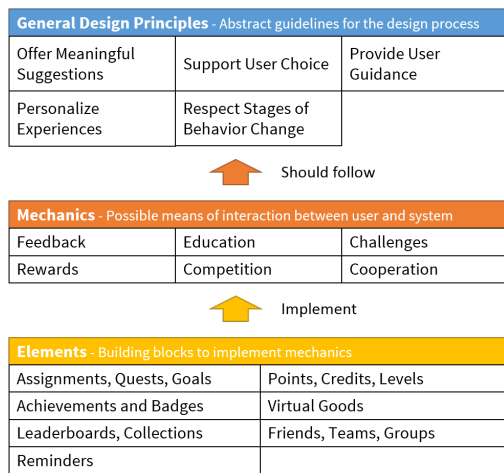 General Design Principles - Abstract guidelines for the design process
Offer Meaningful
Suggestions
Support User Choice
Provide User
Guidance
Personalize
Experiences
Respect Stages of
Behavior Change
Should follow
Mechanics - Possible means of interaction between user and system
Feedback
Education
Challenges
Rewards
Competition
Cooperation
Implement
Elements - Building blocks to implement mechanics
Assignments, Quests, Goals
Points, Credits, Levels
Achievements and Badges
Virtual Goods
Leaderboards, Collections
Friends, Teams, Groups
Reminders